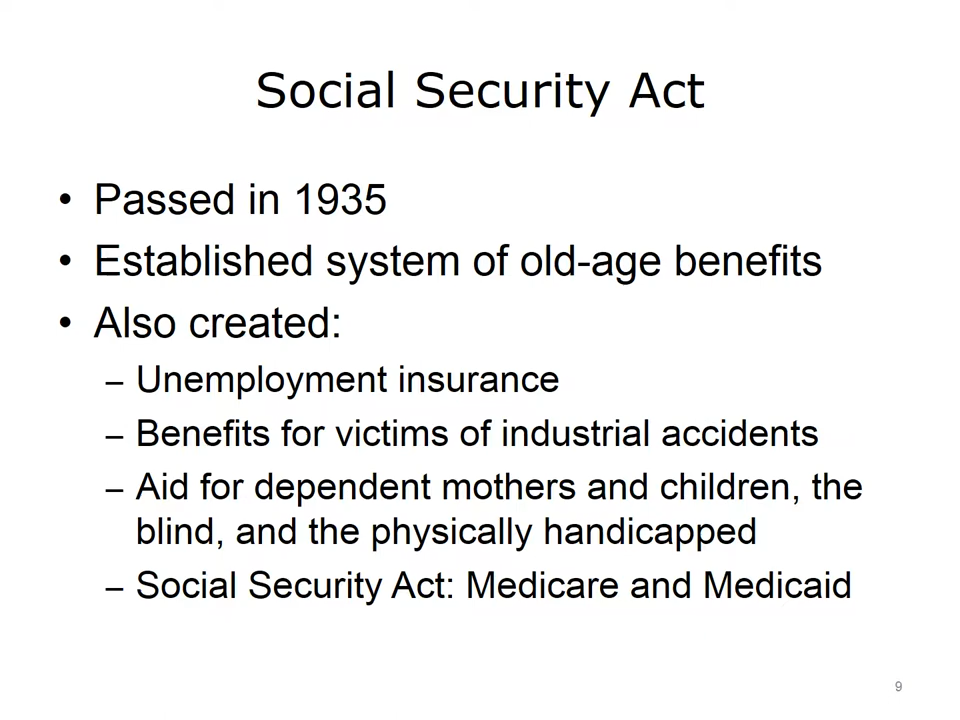 Social Security Act
• Passed in 1935
• Established system of old-age benefits
• Also created:
– Unemployment insurance
– Benefits for victims of industrial accidents
– Aid for dependent mothers and children, the
blind, and the physically handicapped
– Social Security Act: Medicare and Medicaid
9